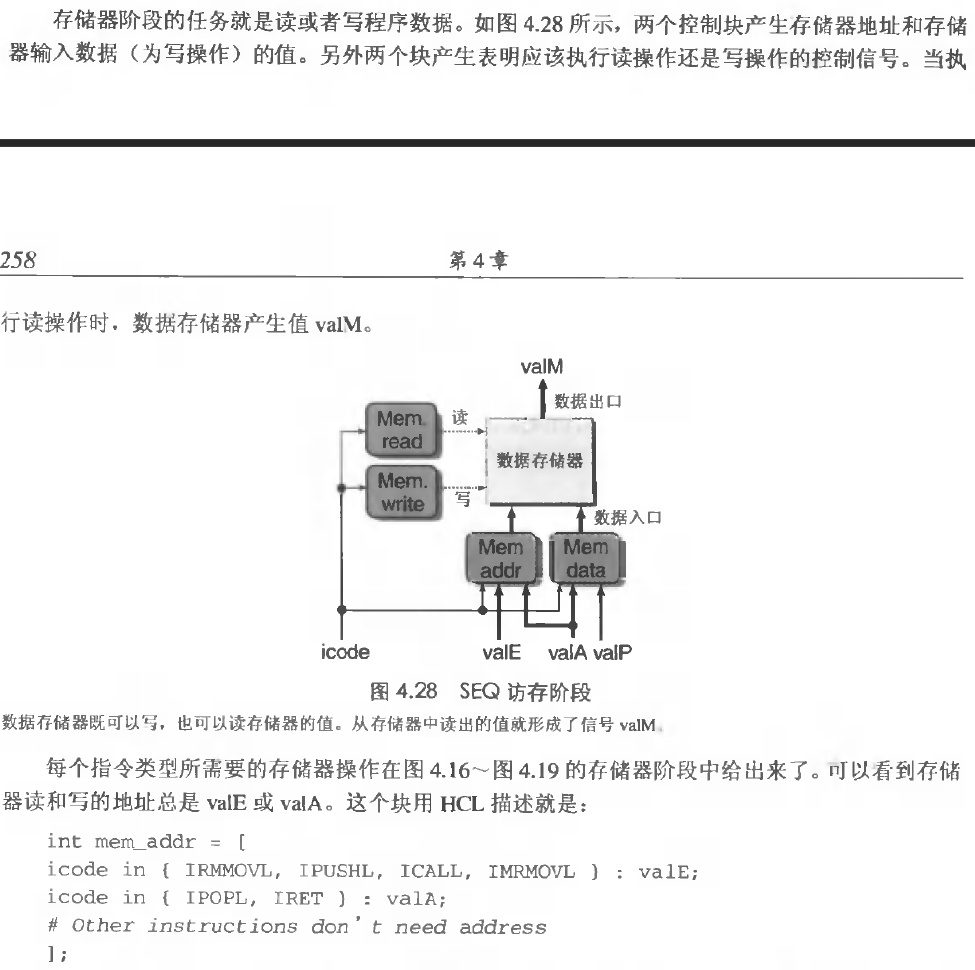 存储器阶段的任务就是读或者写程序数据。如图 4.28 所示，两个控制块产生存储器地址和存储
器输入数据（为写操作）的值。另外两个块产生表明应该执行读操作还是写操作的控制信号。当执
258
第 4 章
行读操作时，数据存储器产生值 valM。
valM
数据出口
Mem.
read
读
数据存储器
Mem.
write
写
数据入口
Mem
addr
Mem
data
icode
valE
valA valP
图 4.28 SEQ 访存阶段
数据存储器既可以写，也可以读存储器的值。从存储器中读出的值就形成了信号 valM。
每个指令类型所需要的存储器操作在图 4.16～图 4.19 的存储器阶段中给出来了。可以看到存储
器读和写的地址总是 valE 或 valA。这个块用 HCL 描述就是：
int mem_addr = [
icode in { IRMMOVL, IPUSHL, ICALL, IMRMOVL } : valE;
icode in { IPOPL, IRET } : valA;
# Other instructions don't need address
];